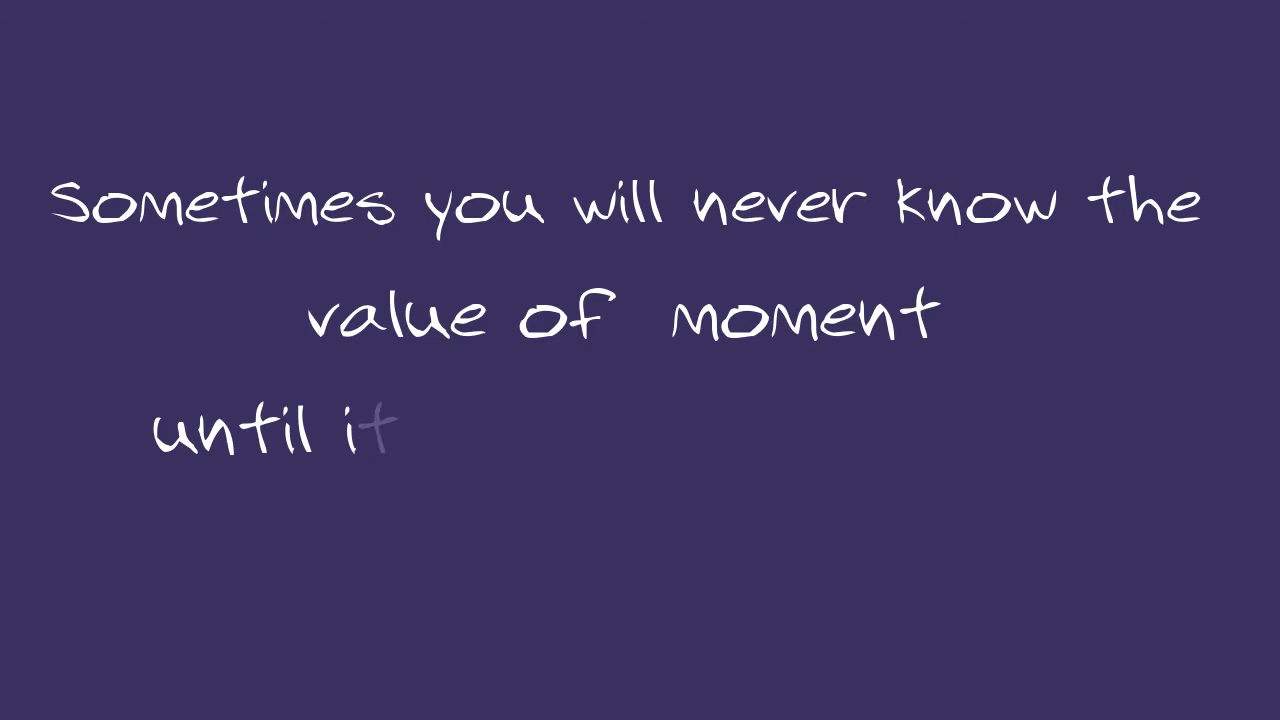 Sometimes you will never know the
value of moment
until it